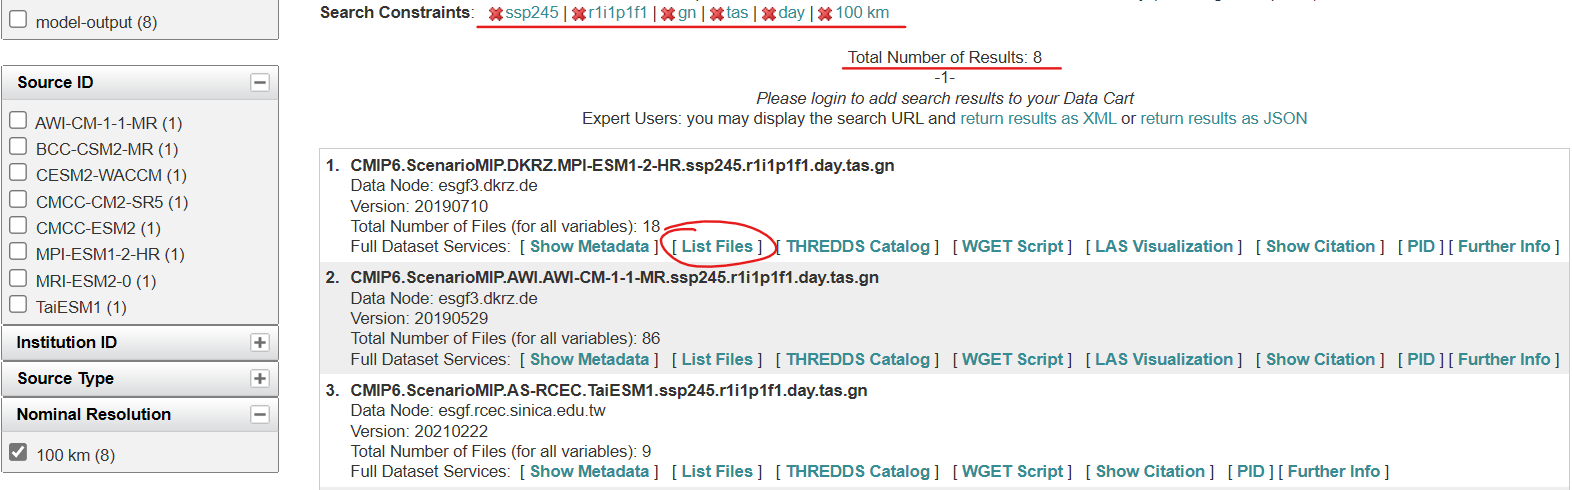 model-output (8)
Source ID
AWI-CM-1-1-MR (1)
BCC-CSM2-MR (1)
CESM2-WACCM (1)
CMCC-CM2-SR5 (1)
CMCC-ESM2 (1)
MPI-ESM1-2-HR (1)
MRI-ESM2-0 (1)
TaiESM1 (1)
Institution ID
Source Type
Nominal Resolution
100 km (8)
Search Constraints: ssp245 | r1i1p1f1 | gn | tas | day | 100 km
Total Number of Results: 8
-1-
Please login to add search results to your Data Cart
Expert Users: you may display the search URL and return results as XML or return results as JSON
1. CMIP6.ScenarioMIP.DKRZ.MPI-ESM1-2-HR.ssp245.r1i1p1f1.day.tas.gn
Data Node: esgf3.dkrz.de
Version: 20190710
Total Number of Files (for all variables): 18
Full Dataset Services: [ Show Metadata ] [ List Files ] [ THREDDS Catalog ] [ WGET Script ] [ LAS Visualization ] [ Show Citation ] [ PID ] [ Further Info ]
2. CMIP6.ScenarioMIP.AWI.AWI-CM-1-1-MR.ssp245.r1i1p1f1.day.tas.gn
Data Node: esgf3.dkrz.de
Version: 20190529
Total Number of Files (for all variables): 86
Full Dataset Services: [ Show Metadata ] [ List Files ] [ THREDDS Catalog ] [ WGET Script ] [ LAS Visualization ] [ Show Citation ] [ PID ] [ Further Info ]
3. CMIP6.ScenarioMIP.AS-RCEC.TaiESM1.ssp245.r1i1p1f1.day.tas.gn
Data Node: esgf.rcec.sinica.edu.tw
Version: 20210222
Total Number of Files (for all variables): 9
Full Dataset Services: [ Show Metadata ] [ List Files ] [ THREDDS Catalog ] [ WGET Script ] [ Show Citation ] [ PID ] [ Further Info ]